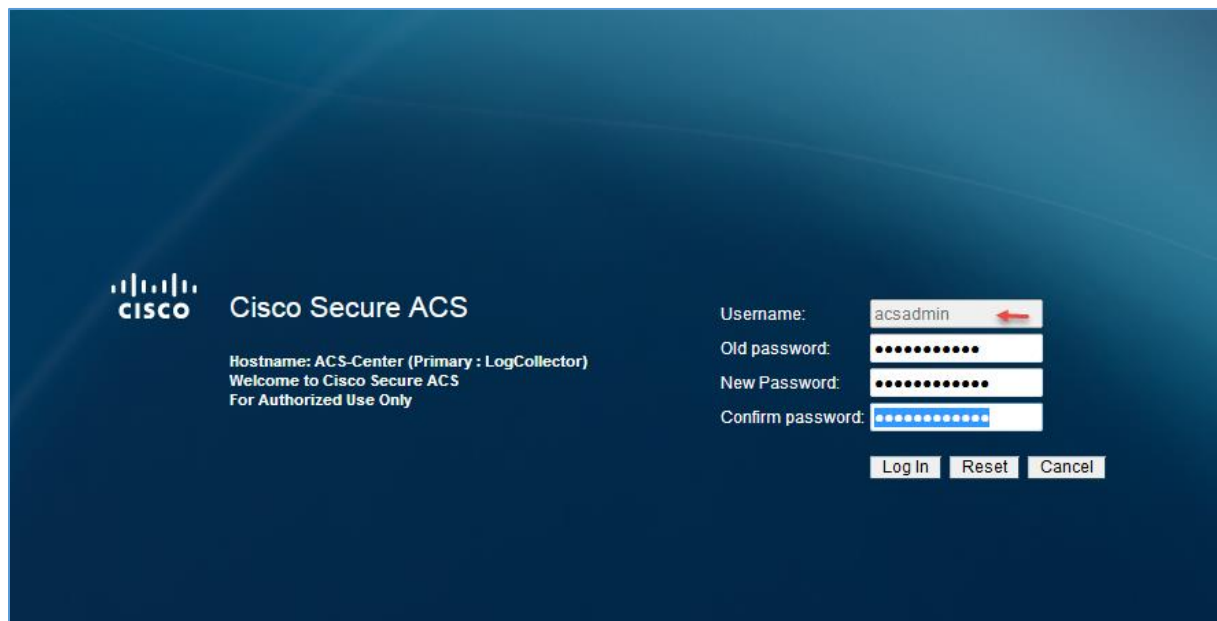 CISCO
Cisco Secure ACS
Hostname: ACS-Center (Primary : LogCollector)
Welcome to Cisco Secure ACS
For Authorized Use Only
Username: acsadmin
Old password: •••••••••••
New Password: ••••••••••••
Confirm password: ••••••••••••
Log In Reset Cancel